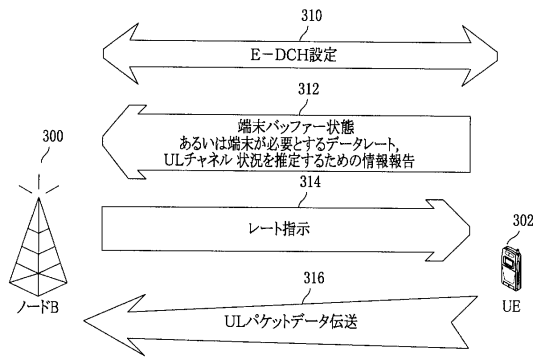 310
E-DCH設定
312
端末バッファー状態
あるいは端末が必要とするデータレート,
ULチャネル 状況を推定するための情報報告
300
314
レート指示
302
316
ULパケットデータ伝送
ノードB
UE